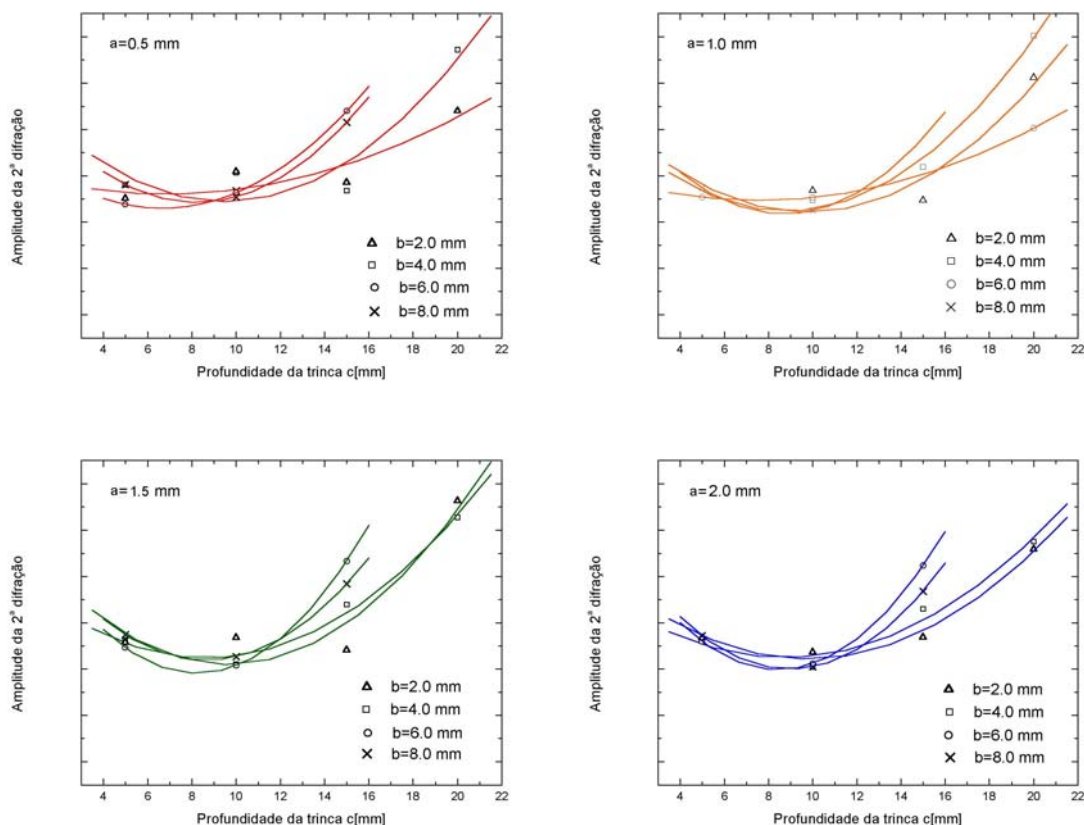 a=0.5 mm
Amplitude da 2ª difração
b=2.0 mm
b=4.0 mm
b=6.0 mm
b=8.0 mm
4 6 8 10 12 14 16 18 20 22
Profundidade da trinca c[mm]
a=1.0 mm
Amplitude da 2ª difração
b=2.0 mm
b=4.0 mm
b=6.0 mm
b=8.0 mm
4 6 8 10 12 14 16 18 20 22
Profundidade da trinca c[mm]
a=1.5 mm
Amplitude da 2ª difração
b=2.0 mm
b=4.0 mm
b=6.0 mm
b=8.0 mm
4 6 8 10 12 14 16 18 20 22
Profundidade da trinca c[mm]
a=2.0 mm
Amplitude da 2ª difração
b=2.0 mm
b=4.0 mm
b=6.0 mm
b=8.0 mm
4 6 8 10 12 14 16 18 20 22
Profundidade da trinca c[mm]